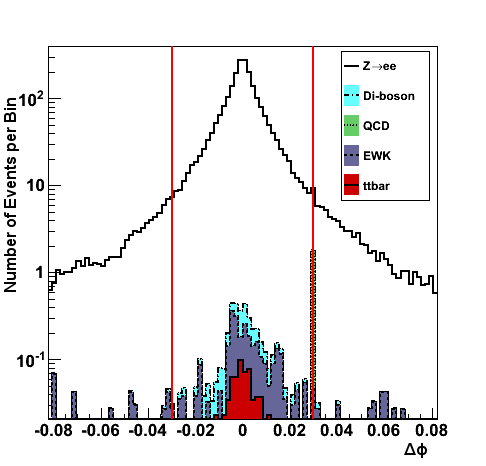 Number of Events per Bin
10²
10
1
10⁻¹
Z→ee
Di-boson
QCD
EWK
ttbar
-0.08 -0.06 -0.04 -0.02 0 0.02 0.04 0.06 0.08
Δϕ